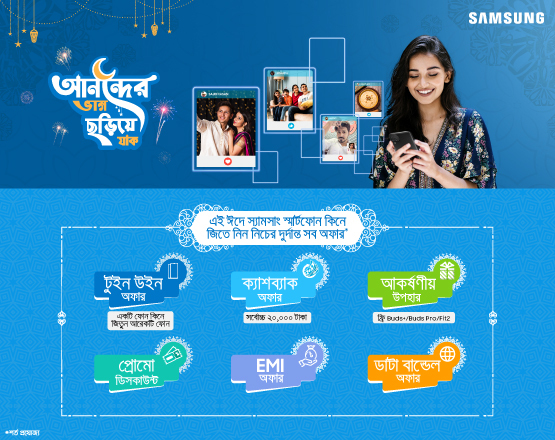 SAMSUNG
আনন্দের
ভাগ
ছড়িয়ে
যাক
এই ঈদে স্যামসাং স্মার্টফোন কিনে
জিতে নিন নিচের দুর্দান্ত সব অফার*
টুইন উইন
অফার
একটি ফোন কিনে
জিতুন আরেকটি ফোন
ক্যাশব্যাক
অফার
সর্বোচ্চ ২০,০০০ টাকা
আকর্ষণীয়
উপহার
ফ্রি Buds+/Buds Pro/Fit2
প্রোমো
ডিসকাউন্ট
EMI
অফার
ডাটা বান্ডেল
অফার
*শর্ত প্রযোজ্য